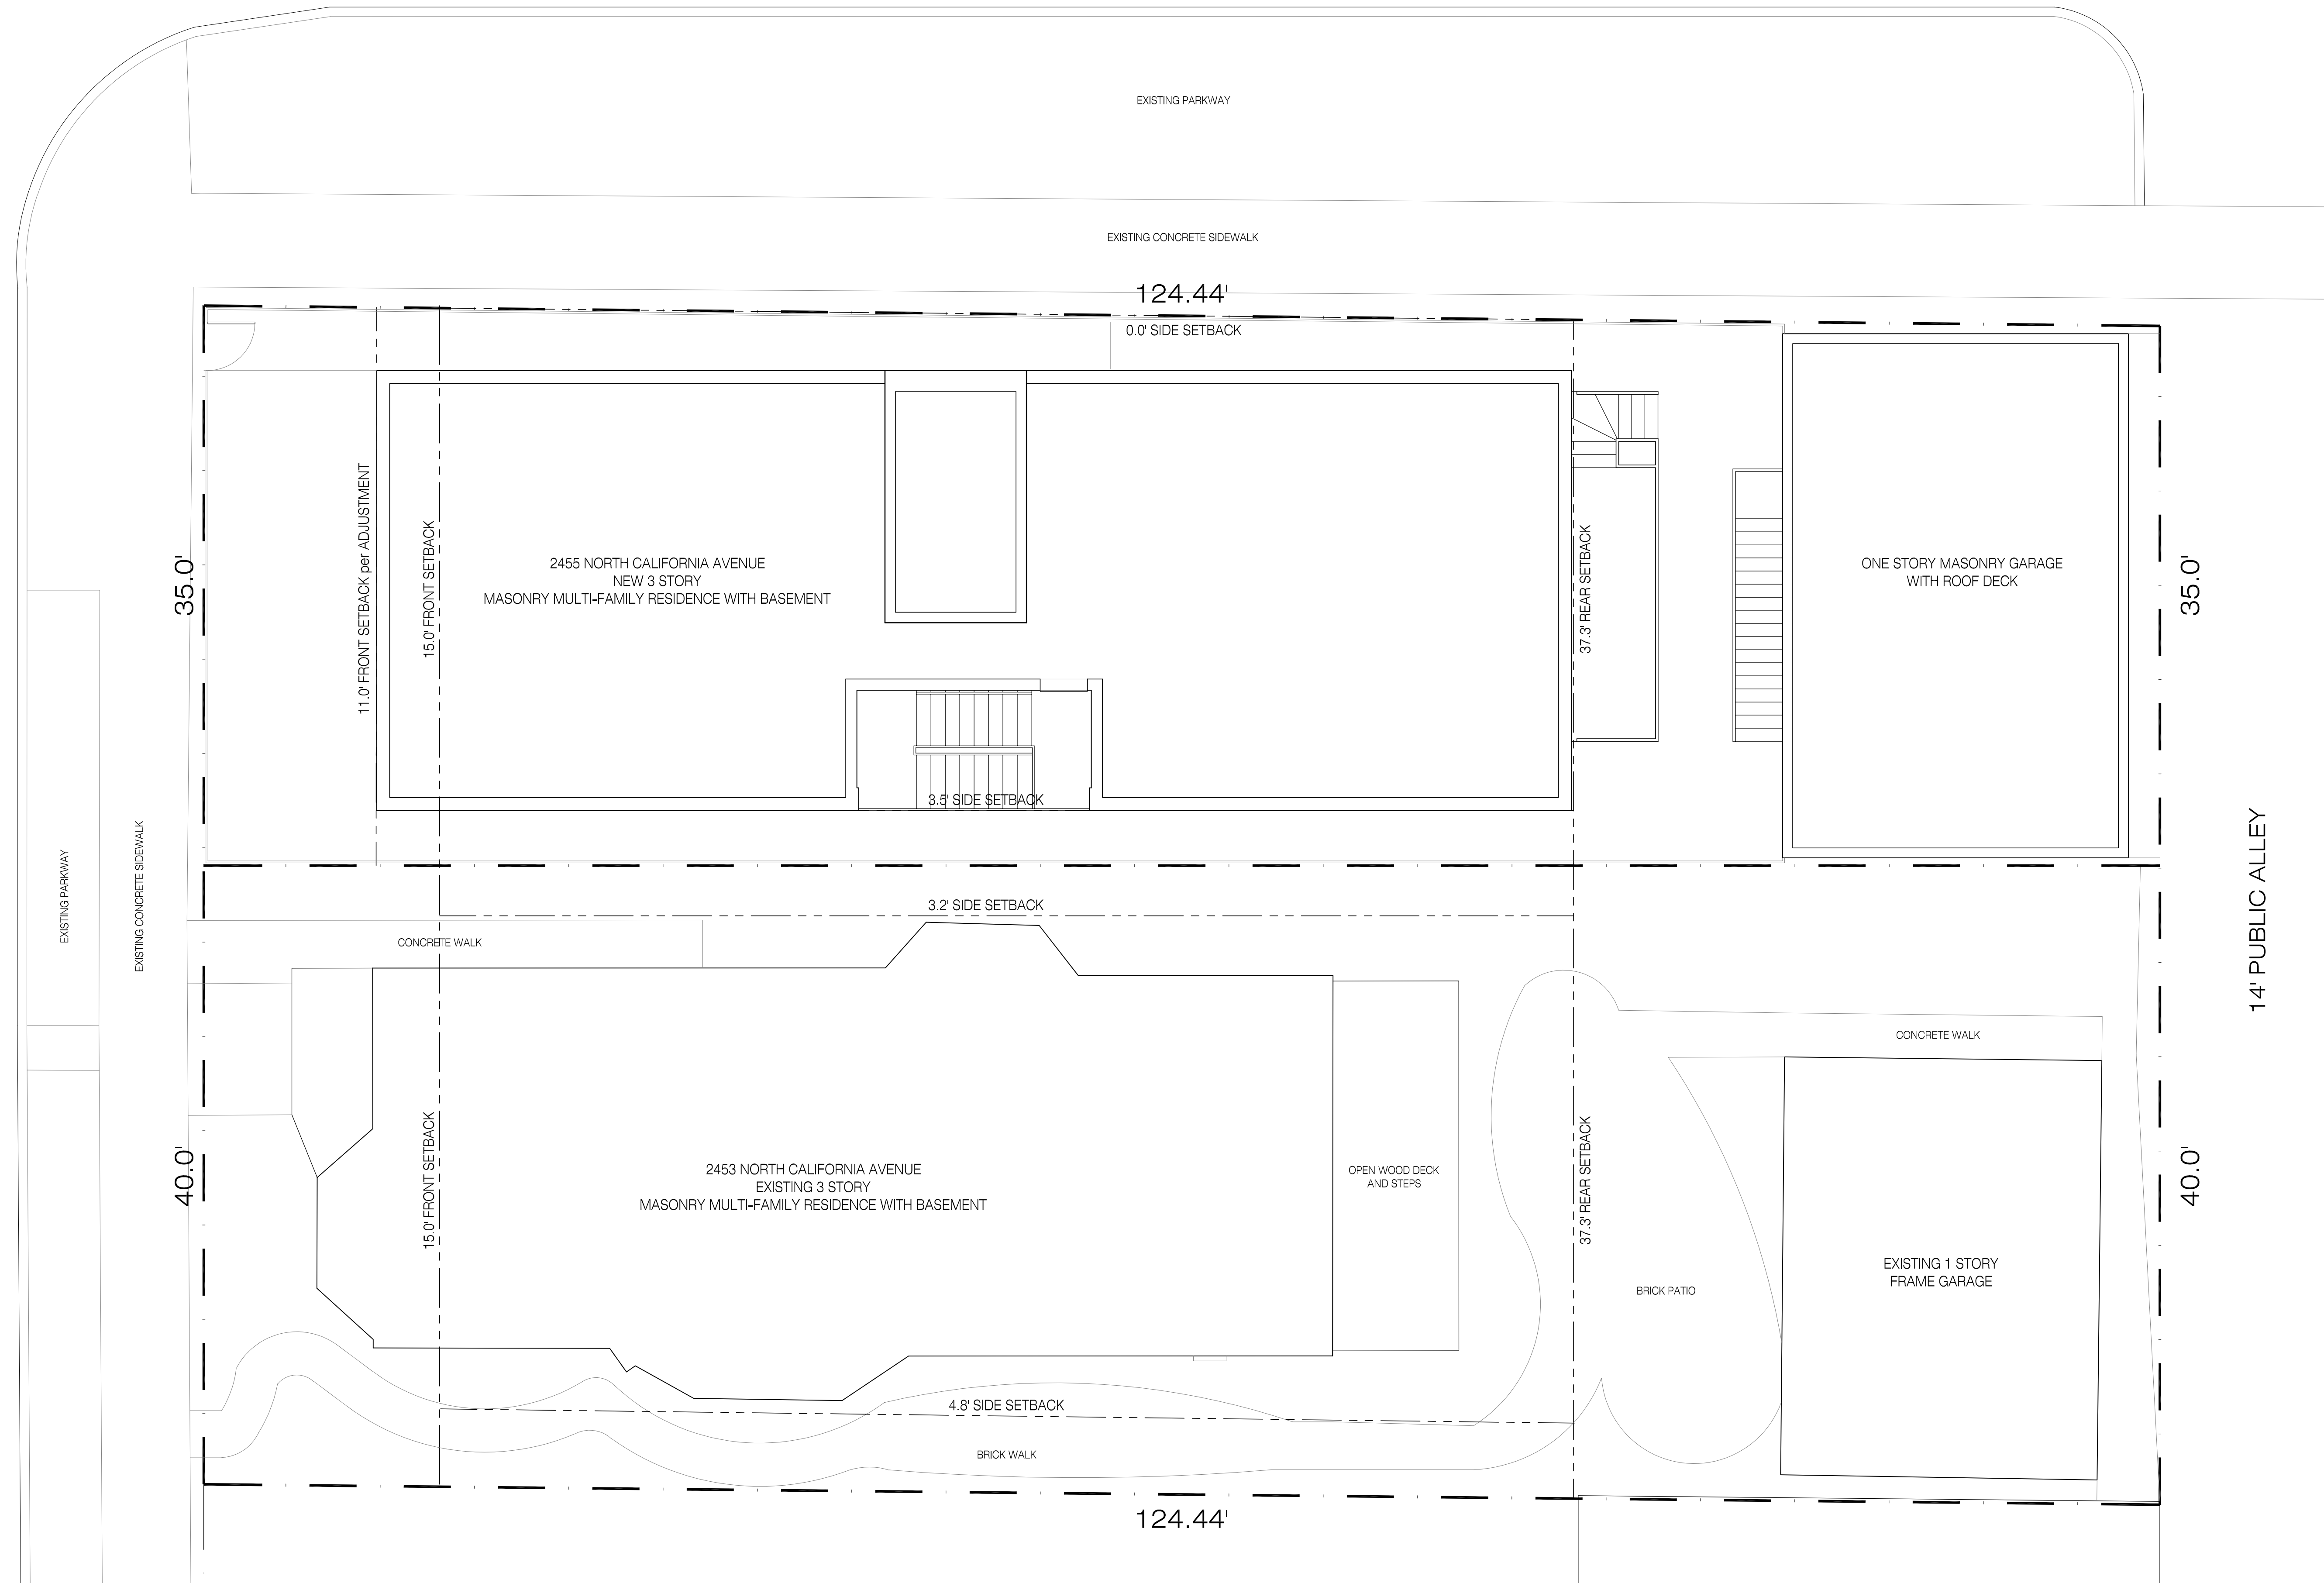 EXISTING PARKWAY
EXISTING CONCRETE SIDEWALK
124.44'
0.0' SIDE SETBACK
35.0'
11.0' FRONT SETBACK per ADJUSTMENT
15.0' FRONT SETBACK
2455 NORTH CALIFORNIA AVENUE
NEW 3 STORY
MASONRY MULTI-FAMILY RESIDENCE WITH BASEMENT
37.3' REAR SETBACK
ONE STORY MASONRY GARAGE
WITH ROOF DECK
35.0'
3.5' SIDE SETBACK
EXISTING PARKWAY
EXISTING CONCRETE SIDEWALK
14' PUBLIC ALLEY
3.2' SIDE SETBACK
CONCRETE WALK
CONCRETE WALK
40.0'
15.0' FRONT SETBACK
2453 NORTH CALIFORNIA AVENUE
EXISTING 3 STORY
MASONRY MULTI-FAMILY RESIDENCE WITH BASEMENT
OPEN WOOD DECK
AND STEPS
37.3' REAR SETBACK
40.0'
EXISTING 1 STORY
FRAME GARAGE
BRICK PATIO
4.8' SIDE SETBACK
BRICK WALK
124.44'